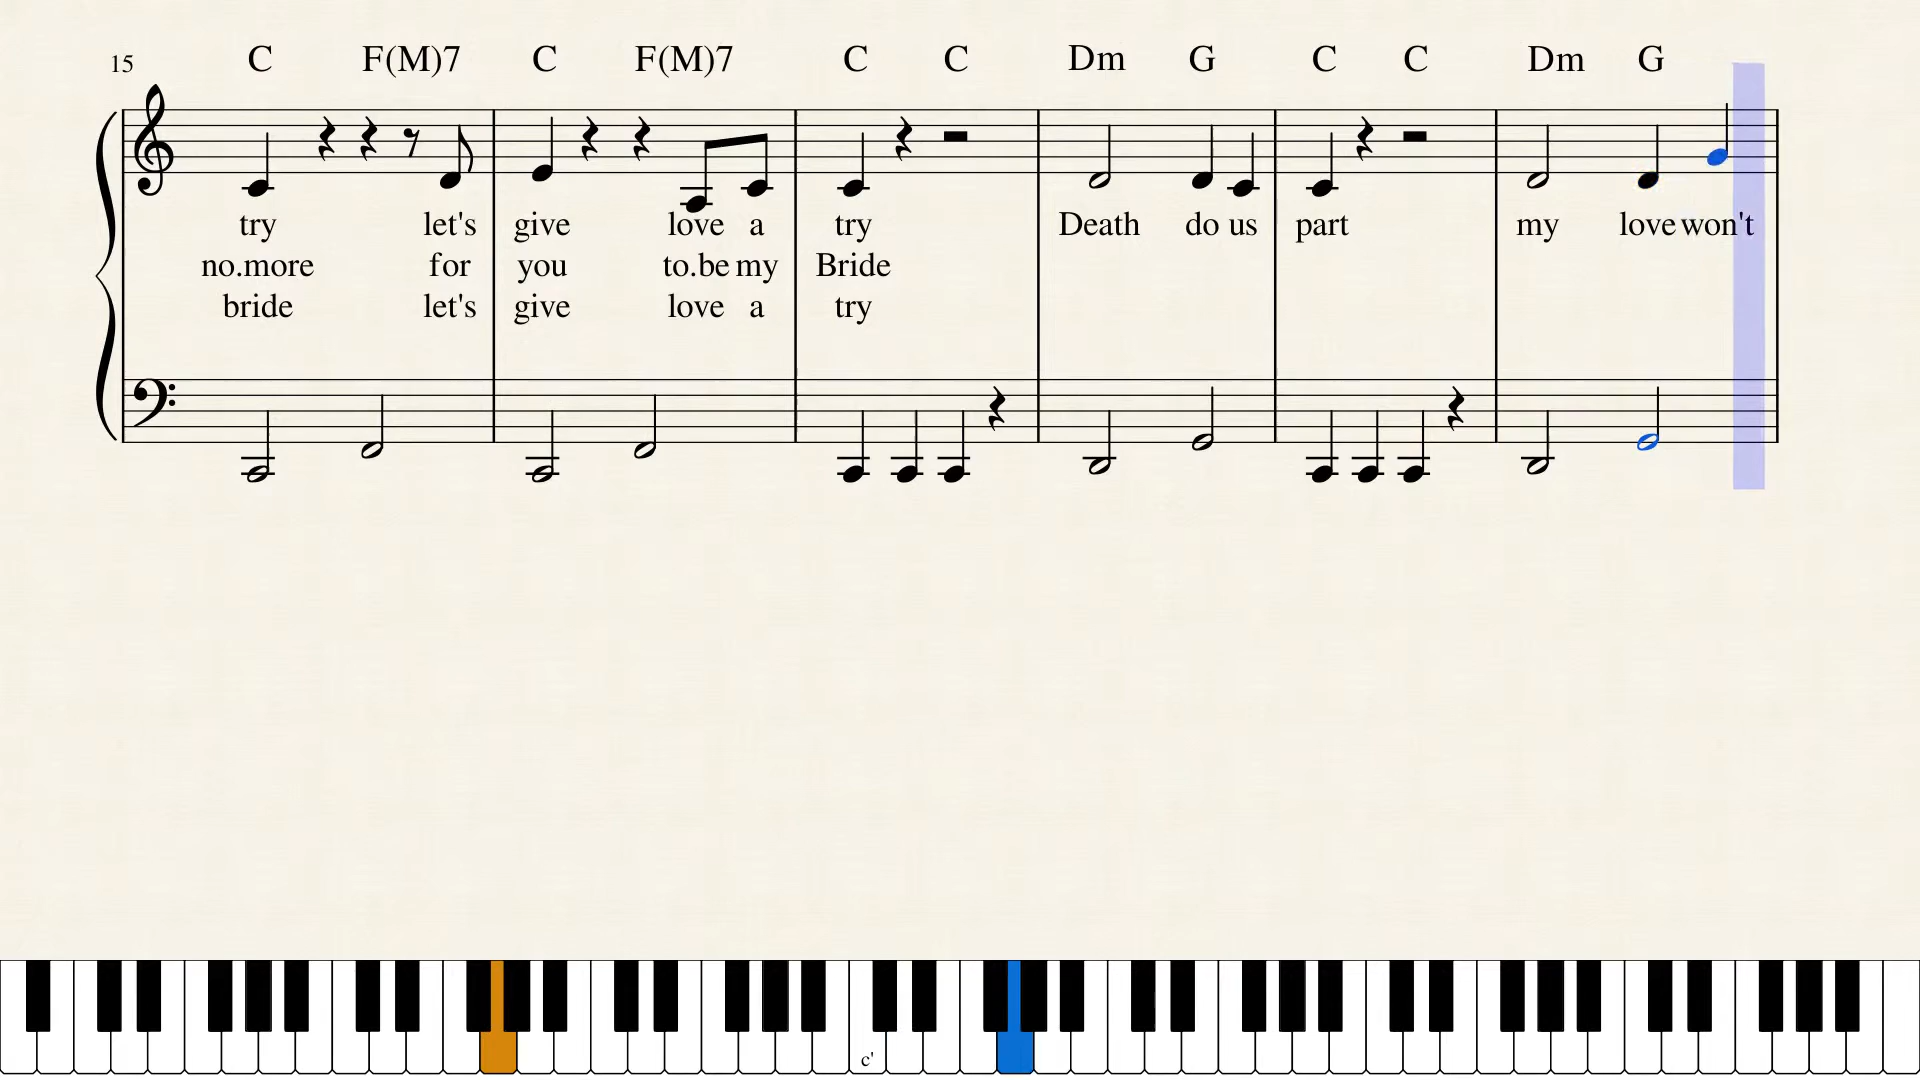 15 C F(M)7 C F(M)7 C C Dm G C C Dm G
try let's give love a try Death do us part my love won't
no.more for you to.be my Bride
bride let's give love a try
c'